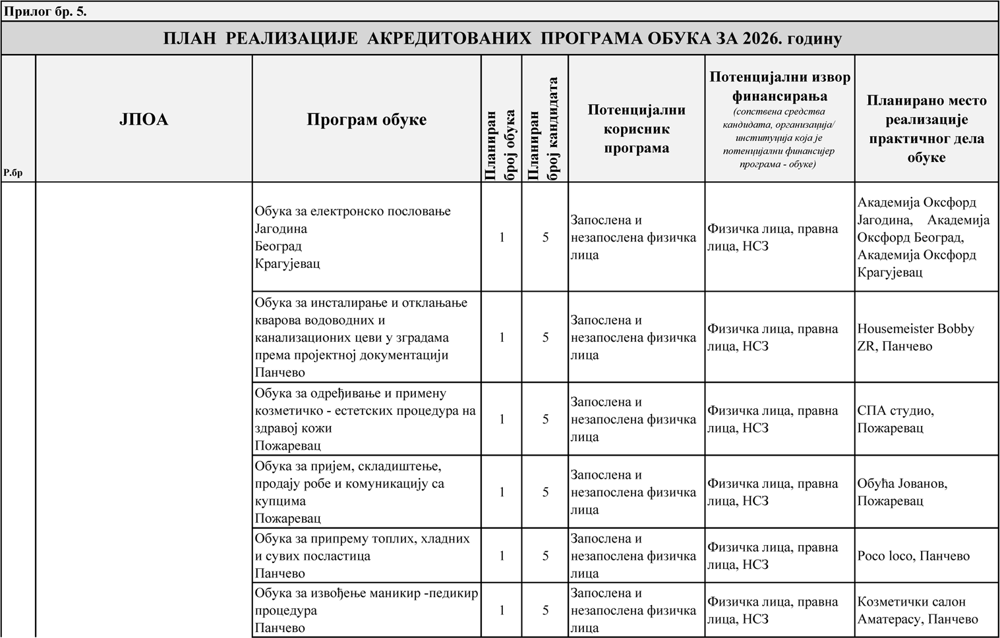 Прилог бр. 5.
ПЛАН РЕАЛИЗАЦИЈЕ АКРЕДИТОВАНИХ ПРОГРАМА ОБУКА ЗА 2026. годину
Р.бр
ЈПОА
Програм обуке
Планиран
број обука
Планиран
број кандидата
Потенцијални
корисник
програма
Потенцијални извор
финансирања
(сопствена средства
кандидата, организација/
институција која је
потенцијални финансијер
програма - обуке)
Планирано место
реализације
практичног дела
обуке
Обука за електронско пословање
Јагодина
Београд
Крагујевац
1
5
Запослена и
незапослена физичка
лица
Физичка лица, правна
лица, НСЗ
Академија Оксфорд
Јагодина, Академија
Оксфорд Београд,
Академија Оксфорд
Крагујевац
Обука за инсталирање и отклањање
кварова водоводних и
канализационих цеви у зградама
према пројектној документацији
Панчево
1
5
Запослена и
незапослена физичка
лица
Физичка лица, правна
лица, НСЗ
Housemeister Bobby
ZR, Панчево
Обука за одређивање и примену
козметичко - естетских процедура на
здравој кожи
Пожаревац
1
5
Запослена и
незапослена физичка
лица
Физичка лица, правна
лица, НСЗ
СПА студио,
Пожаревац
Обука за пријем, складиштење,
продају робе и комуникацију са
купцима
Пожаревац
1
5
Запослена и
незапослена физичка
лица
Физичка лица, правна
лица, НСЗ
Обућа Јованов,
Пожаревац
Обука за припрему топлих, хладних
и сувих посластица
Панчево
1
5
Запослена и
незапослена физичка
лица
Физичка лица, правна
лица, НСЗ
Poco loco, Панчево
Обука за извођење маникир -педикир
процедура
Панчево
1
5
Запослена и
незапослена физичка
лица
Физичка лица, правна
лица, НСЗ
Козметички салон
Аматерасу, Панчево